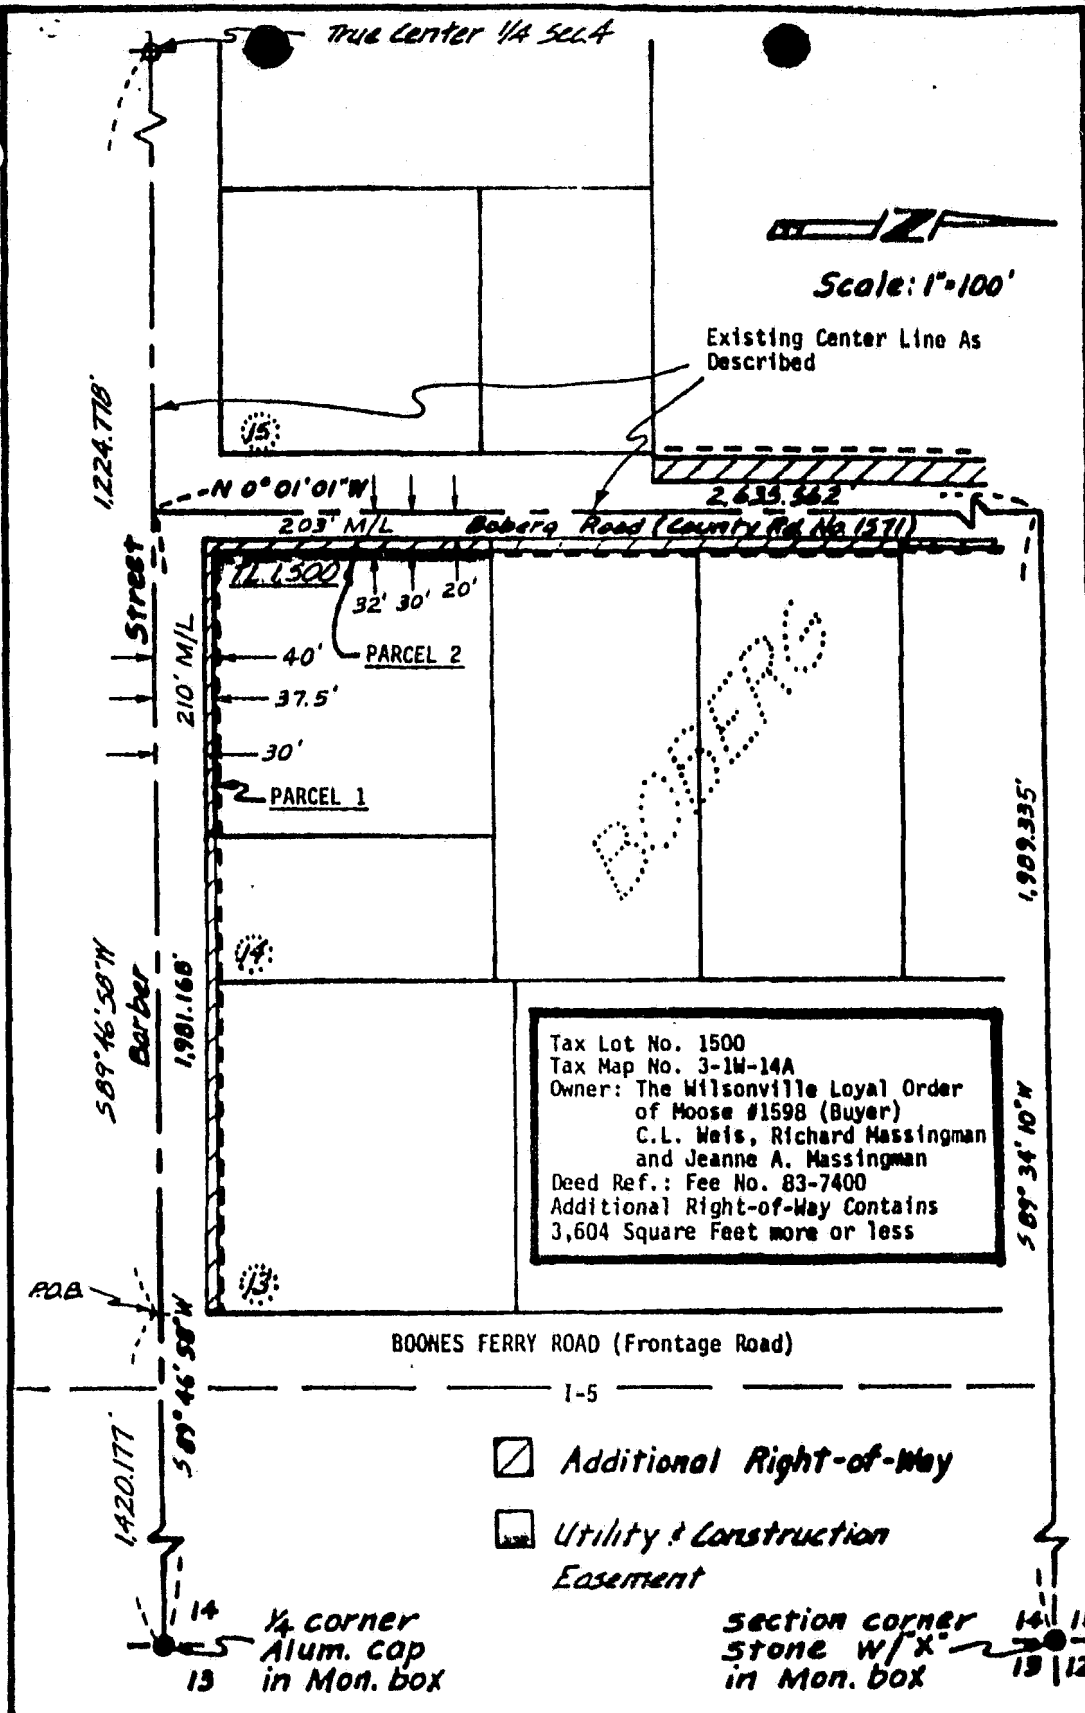 True Center 1/4 Sec.4
Z
Scale: 1"=100'
Existing Center Line As
Described
1,224.778'
15
N 0°01'01"W
2,635.562'
203' M/L
Boberg Road (County Rd. No. 1571)
TL 1500
32' 30' 20'
Street
210' M/L
40'
PARCEL 2
37.5'
30'
PARCEL 1
BOBERG
1,989.335'
14
S 89°46'58"W
Barber
1,981.168'
Tax Lot No. 1500
Tax Map No. 3-1W-14A
Owner: The Wilsonville Loyal Order
of Moose #1598 (Buyer)
C.L. Weis, Richard Massingman
and Jeanne A. Massingman
Deed Ref.: Fee No. 83-7400
Additional Right-of-Way Contains
3,604 Square Feet more or less
S 89° 34' 10"W
13
P.O.B.
S 89° 46' 58"W
BOONES FERRY ROAD (Frontage Road)
I-5
1,420.177'
Additional Right-of-Way
Utility & Construction
Easement
14
13
1/4 corner
Alum. cap
in Mon. box
section corner
stone w/"X"
in Mon. box
14
13 12